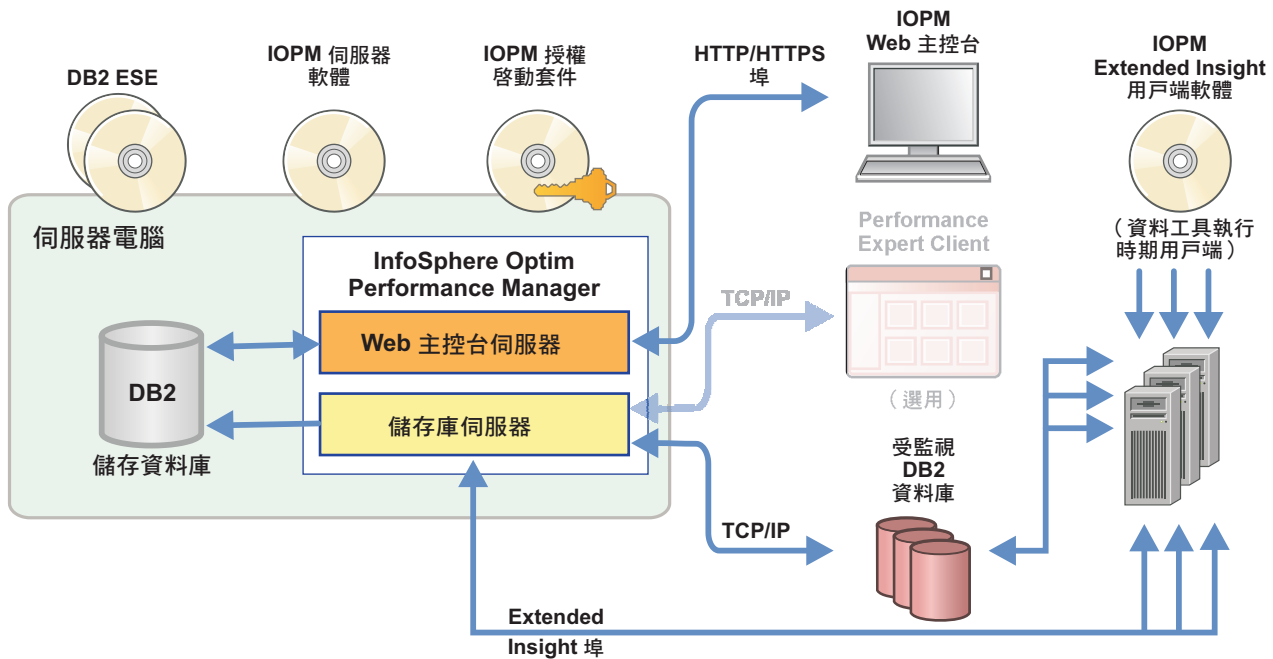 DB2 ESE
IOPM 伺服器
軟體
IOPM 授權
啓動套件
HTTP/HTTPS
埠
IOPM
Web 主控台
IOPM
Extended Insight
用戶端軟體
(資料工具執行
時期用戶端)
伺服器電腦
InfoSphere Optim
Performance Manager
Web 主控台伺服器
儲存庫伺服器
DB2
儲存資料庫
Performance
Expert Client
TCP/IP
(選用)
受監視
DB2
資料庫
TCP/IP
Extended
Insight 埠